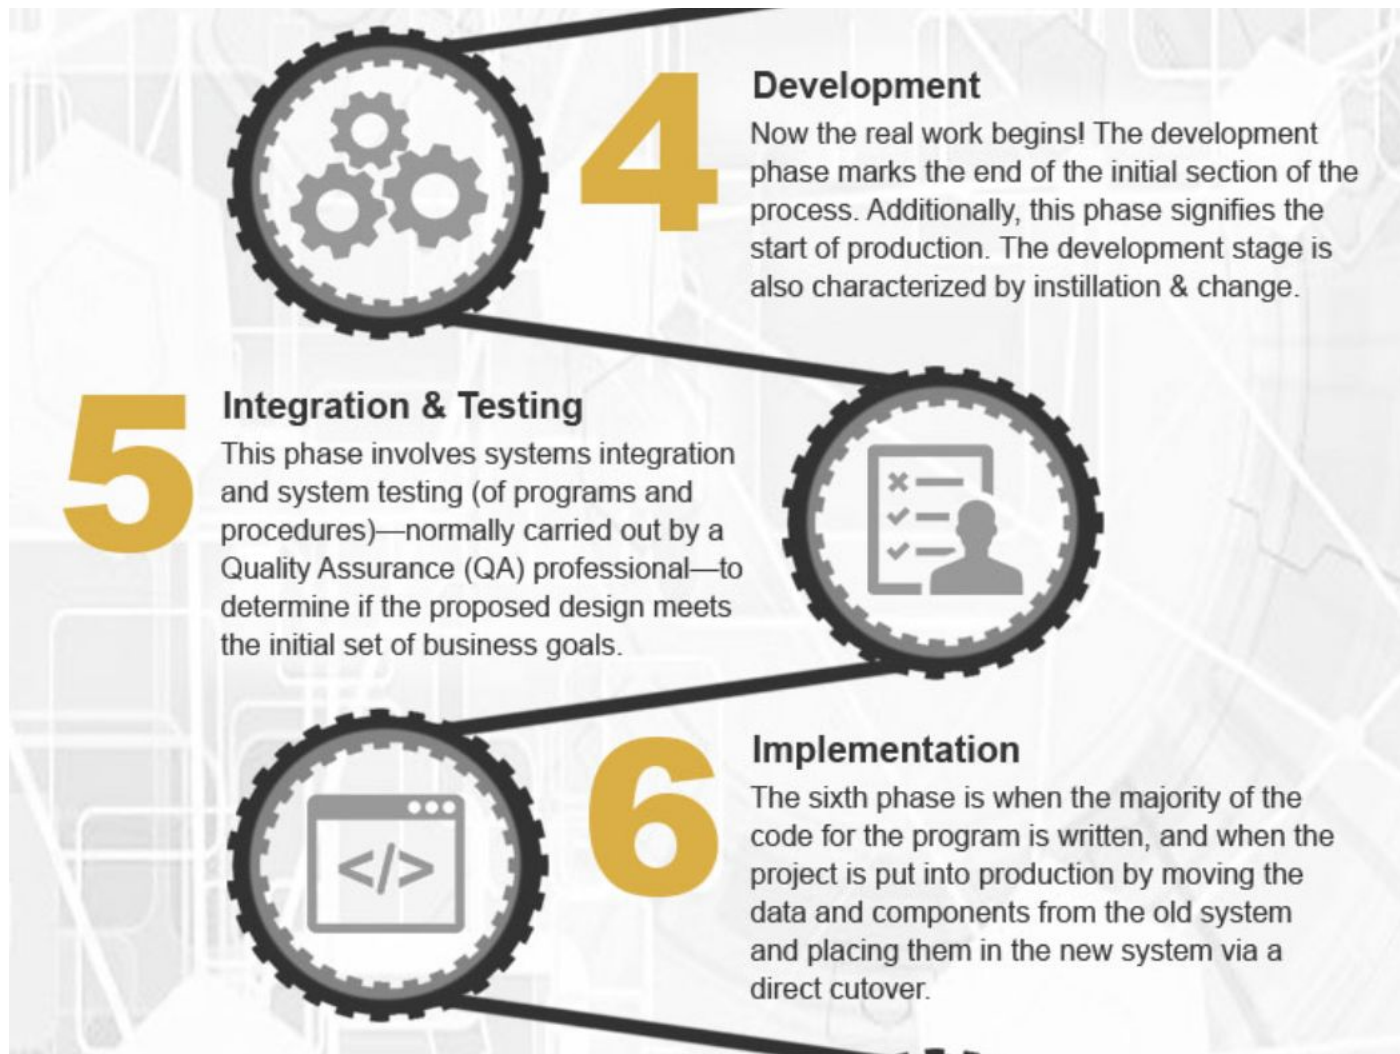 4
Development
Now the real work begins! The development
phase marks the end of the initial section of the
process. Additionally, this phase signifies the
start of production. The development stage is
also characterized by instillation & change.
5
Integration & Testing
This phase involves systems integration
and system testing (of programs and
procedures)—normally carried out by a
Quality Assurance (QA) professional—to
determine if the proposed design meets
the initial set of business goals.
6
Implementation
The sixth phase is when the majority of the
code for the program is written, and when the
project is put into production by moving the
data and components from the old system
and placing them in the new system via a
direct cutover.
</>